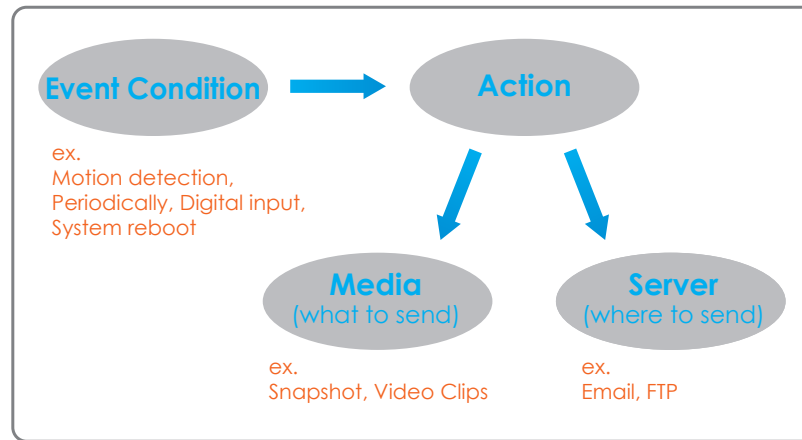 Event Condition
Action
ex.
Motion detection,
Periodically, Digital input,
System reboot
Media
(what to send)
Server
(where to send)
ex.
Snapshot, Video Clips
ex.
Email, FTP